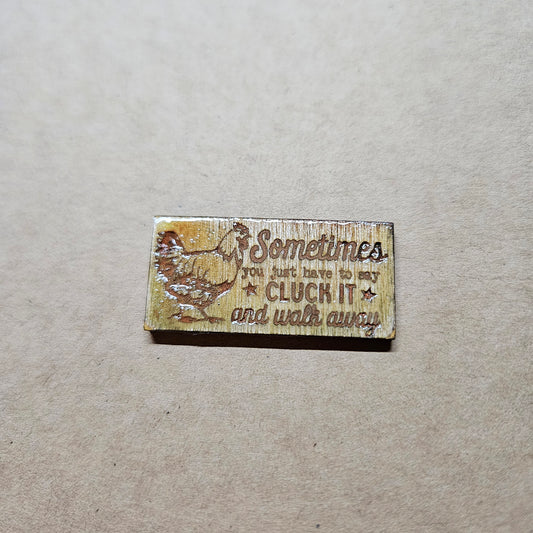 Sometimes
you just have to say
CLUCK IT
and walk away